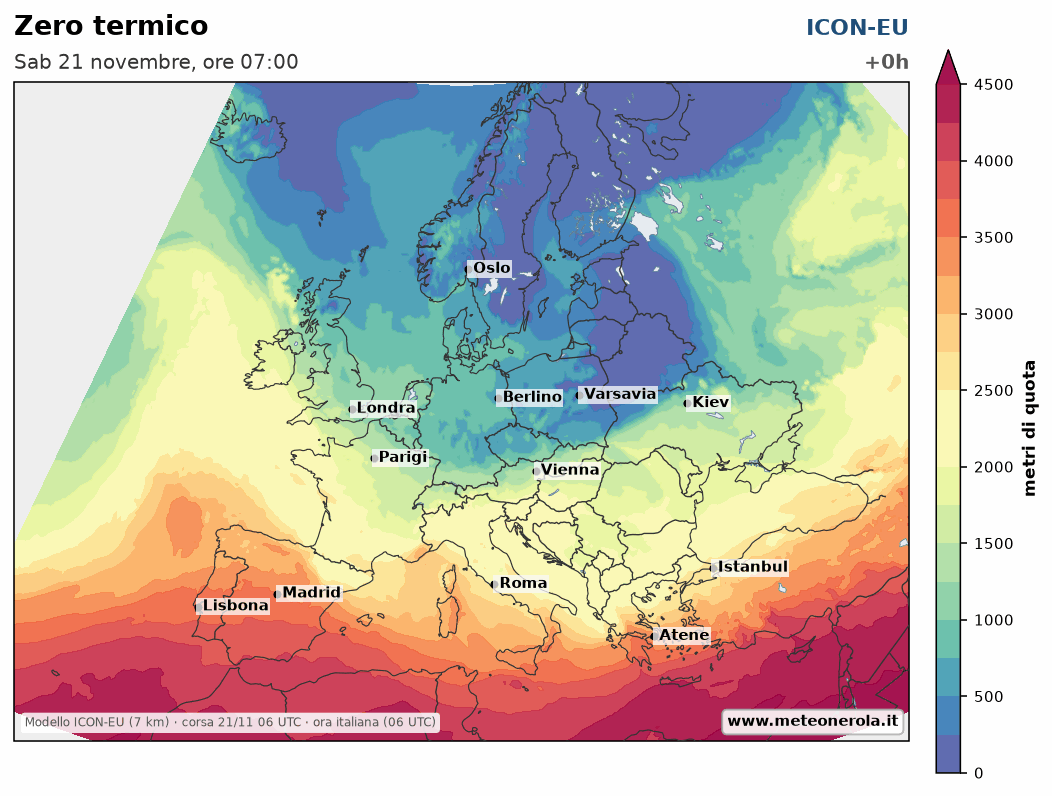 Zero termico
ICON-EU
Sab 21 novembre, ore 07:00
+0h
4500
4000
3500
3000
2500
2000
1500
1000
500
0
metri di quota
Oslo
Londra
Berlino
Varsavia
Kiev
Parigi
Vienna
Istanbul
Roma
Madrid
Lisbona
Atene
Modello ICON-EU (7 km) · corsa 21/11 06 UTC · ora italiana (06 UTC)
www.meteonerola.it